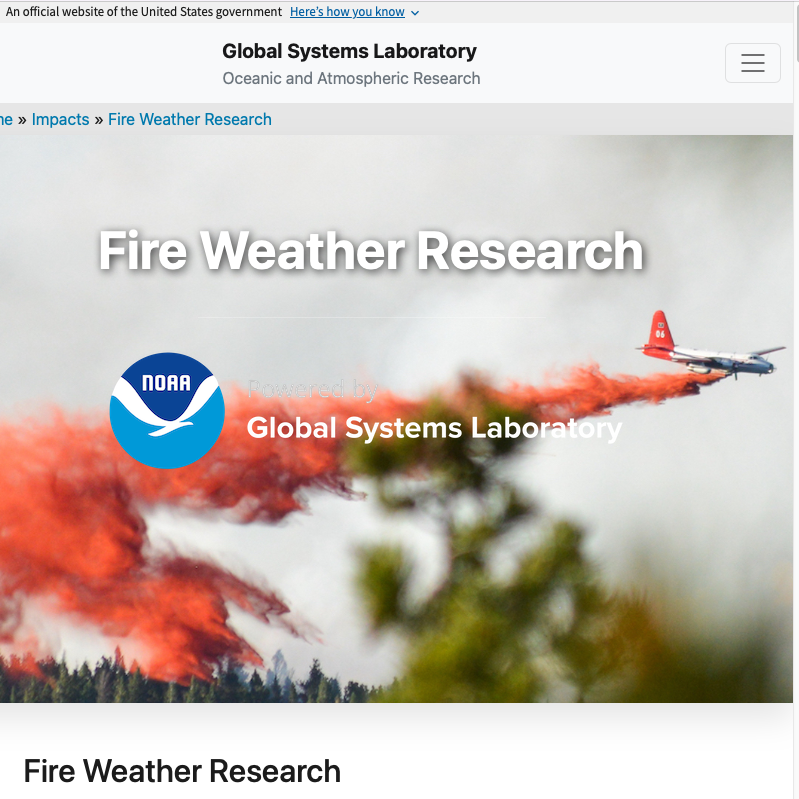 An official website of the United States government Here's how you know
Global Systems Laboratory
Oceanic and Atmospheric Research
» Impacts » Fire Weather Research
Fire Weather Research
06
NOAA
Powered by
Global Systems Laboratory
Fire Weather Research